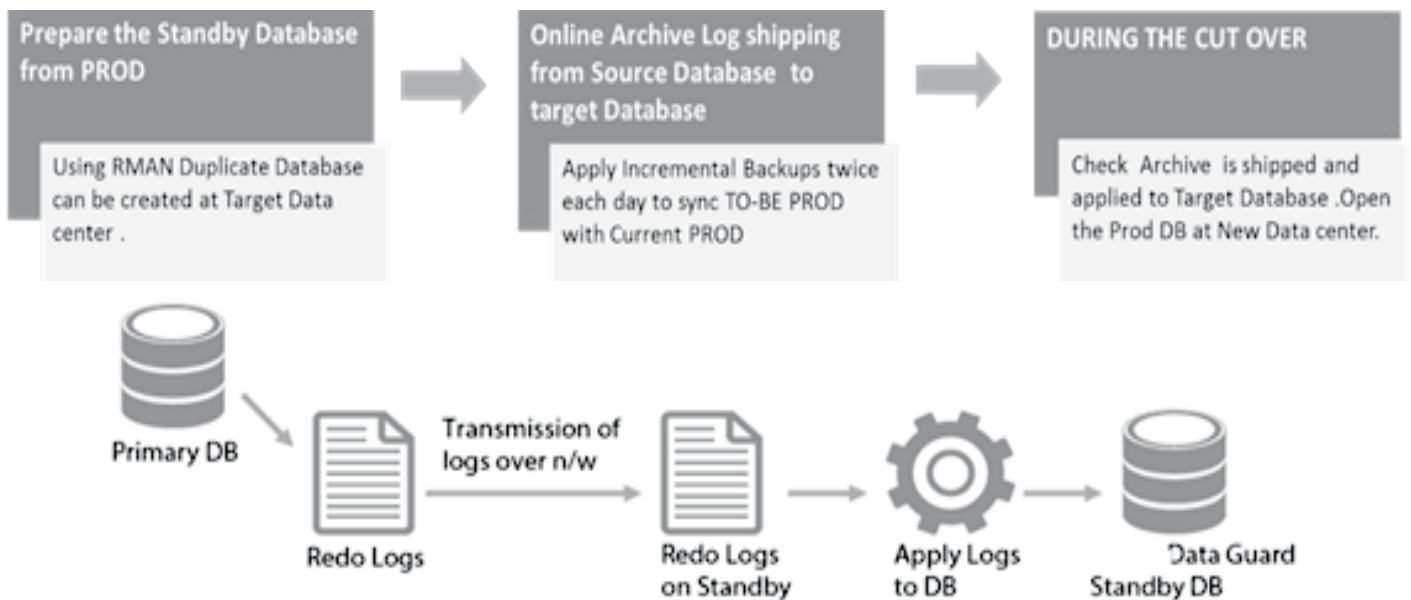 Prepare the Standby Database
from PROD
Using RMAN Duplicate Database
can be created at Target Data
center .
Online Archive Log shipping
from Source Database to
target Database
Apply Incremental Backups twice
each day to sync TO-BE PROD
with Current PROD
DURING THE CUT OVER
Check Archive is shipped and
applied to Target Database .Open
the Prod DB at New Data center.
Primary DB
Redo Logs
Transmission of
logs over n/w
Redo Logs
on Standby
Apply Logs
to DB
Data Guard
Standby DB